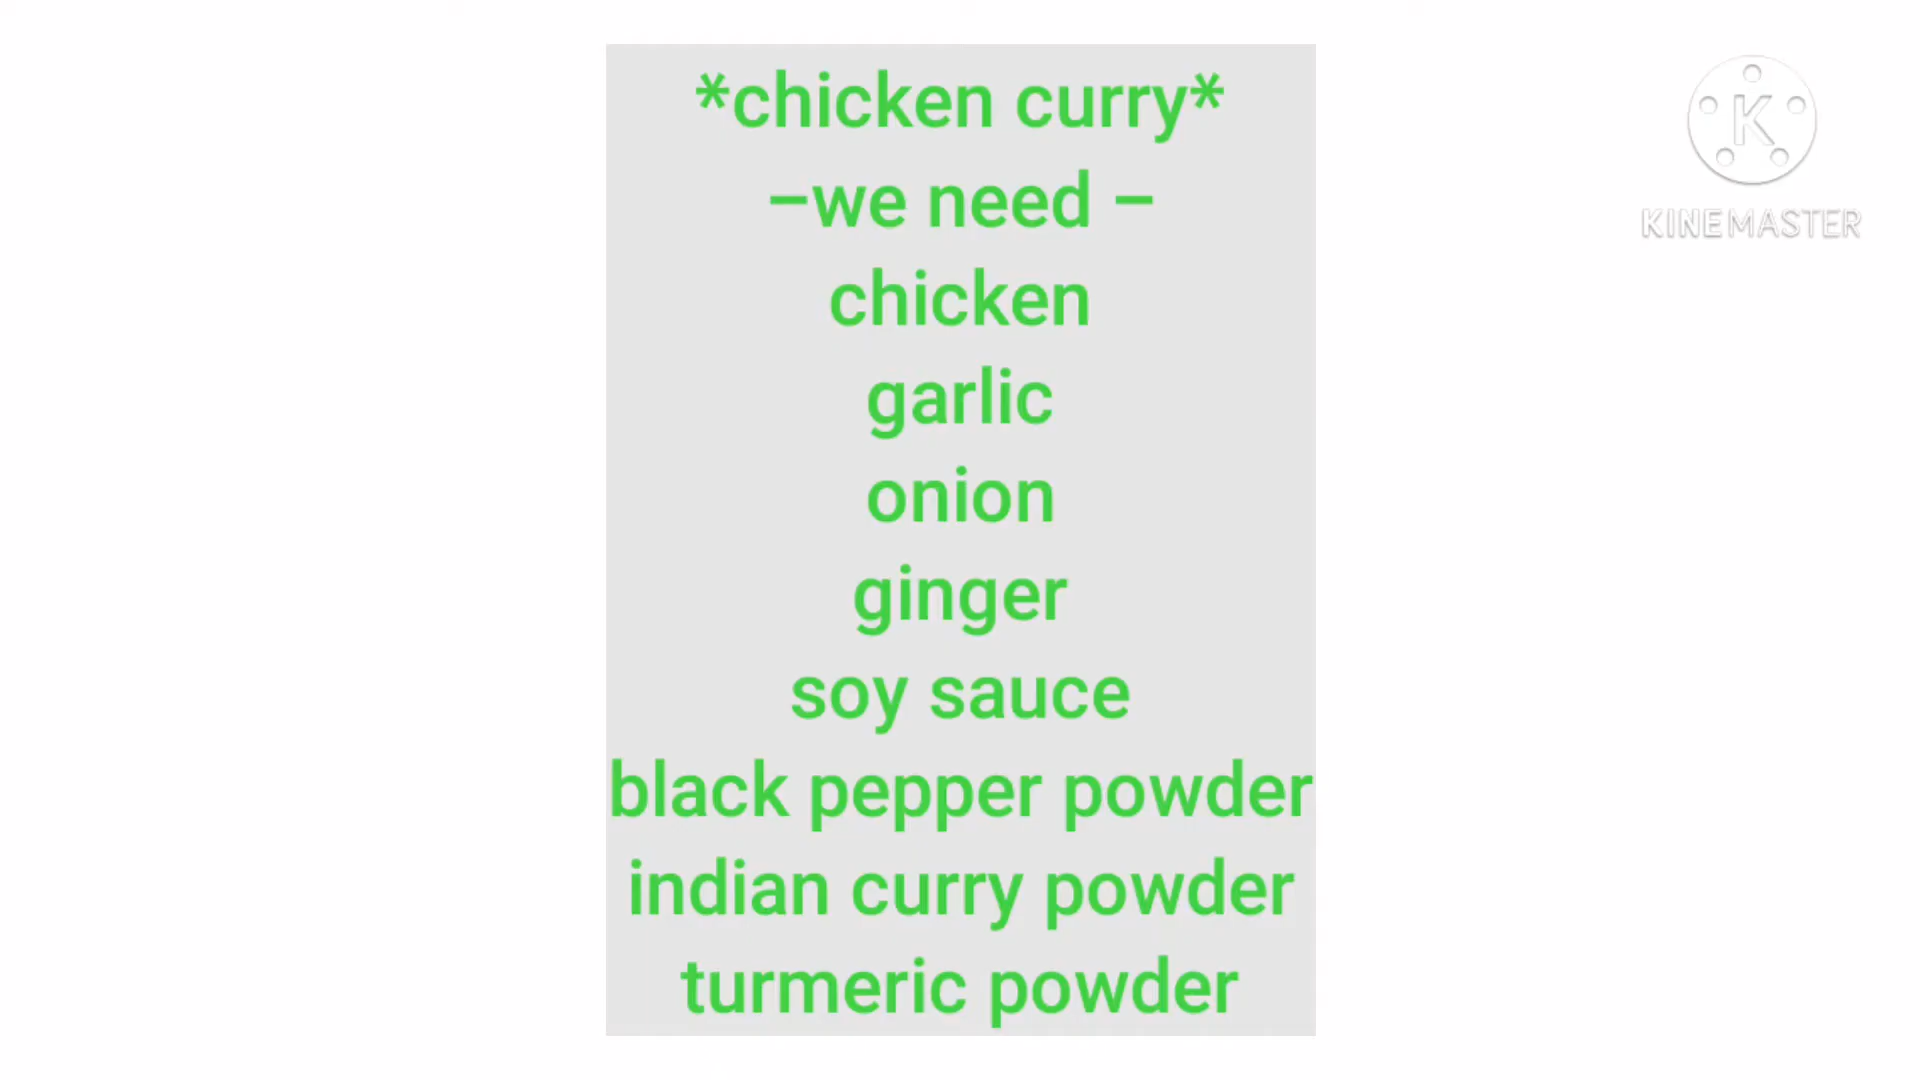 *chicken curry*
–we need –
chicken
garlic
onion
ginger
soy sauce
black pepper powder
indian curry powder
turmeric powder
K
KINEMASTER